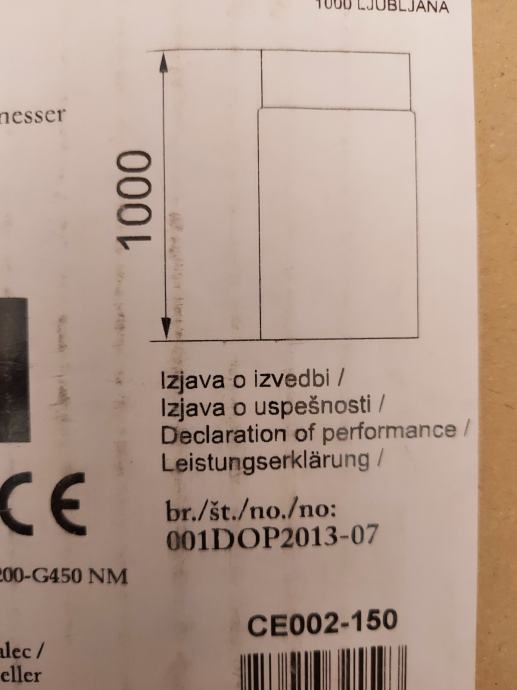 1000 LJUBLJANA
messer
1000
Izjava o izvedbi /
Izjava o uspešnosti /
Declaration of performance /
Leistungserklärung /
CE
br./št./no./no:
001DOP2013-07
200-G450 NM
CE002-150
alec /
eller